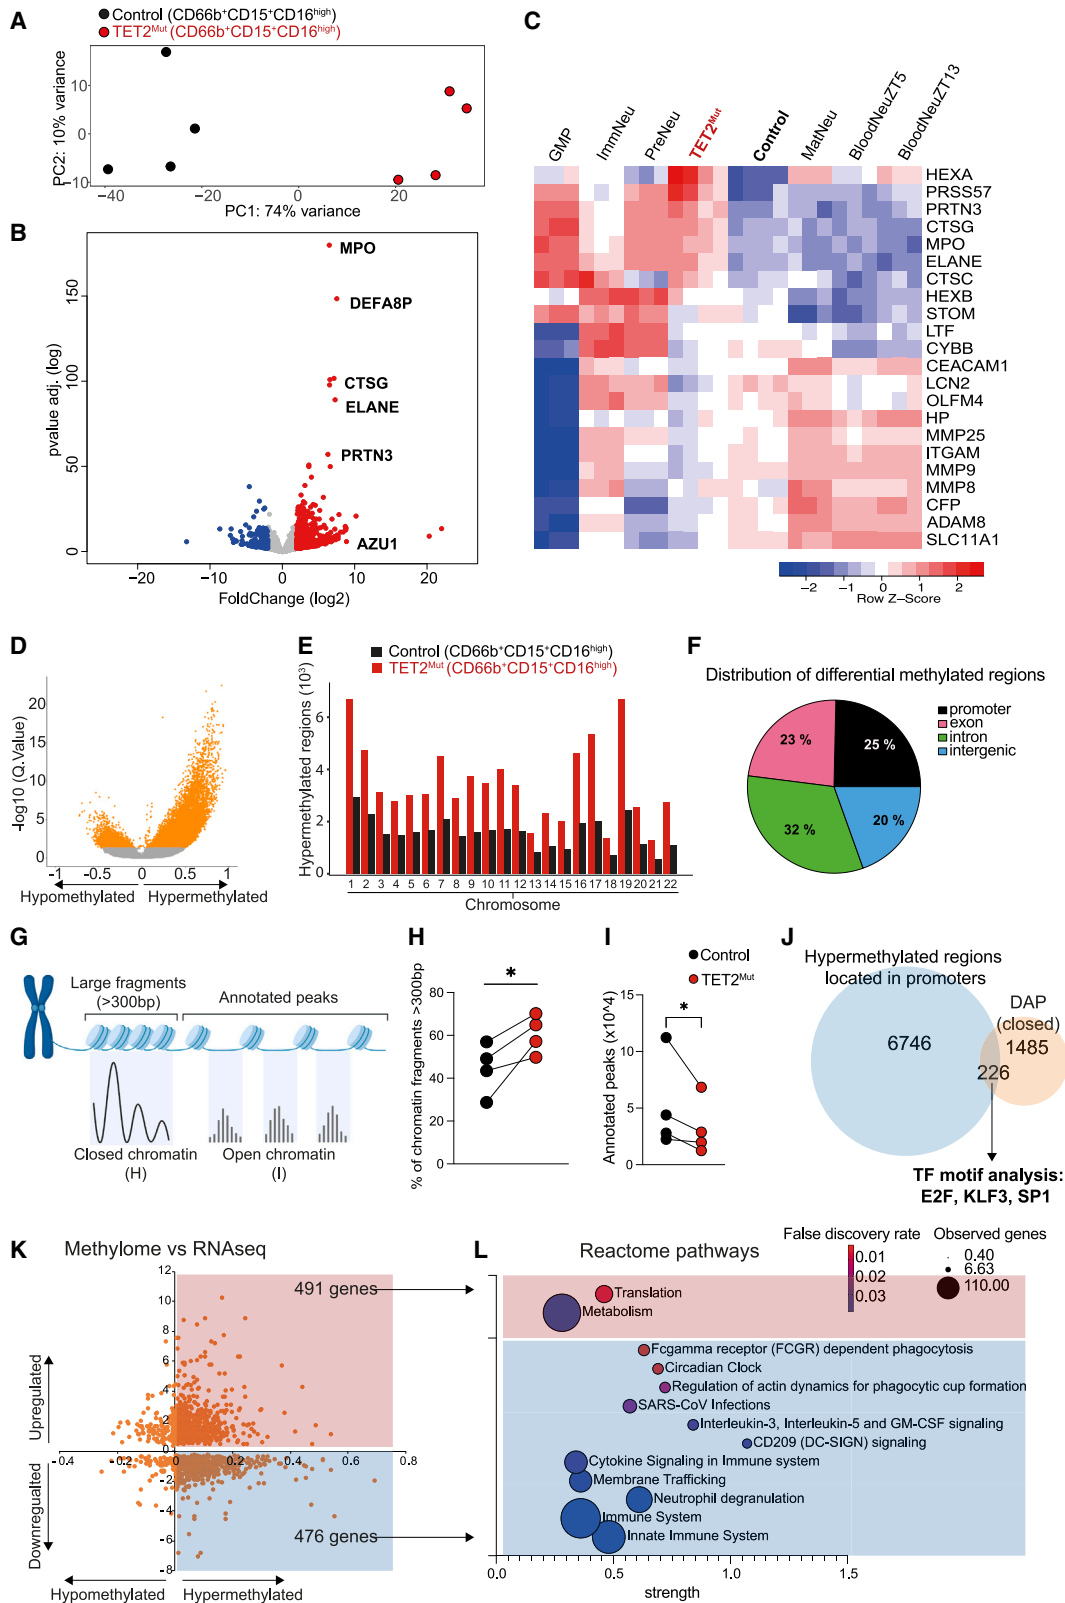 A
Control (CD66b⁺CD15⁺CD16ʰⁱᵍʰ)
TET2ᴹᵘᵗ (CD66b⁺CD15⁺CD16ʰⁱᵍʰ)
PC2: 10% variance
10
0
−10
−40
−20
0
20
PC1: 74% variance
B
pvalue adj. (log)
150
100
50
0
MPO
DEFA8P
CTSG
ELANE
PRTN3
AZU1
−20
−10
0
10
20
FoldChange (log2)
C
GMP
ImmNeu
PreNeu
TET2ᴹᵘᵗ
Control
MatNeu
BloodNeuZT5
BloodNeuZT13
HEXA
PRSS57
PRTN3
CTSG
MPO
ELANE
CTSC
HEXB
STOM
LTF
CYBB
CEACAM1
LCN2
OLFM4
HP
MMP25
ITGAM
MMP9
MMP8
CFP
ADAM8
SLC11A1
−2 −1 0 1 2
Row Z−Score
D
-log10 (Q.Value)
20
15
10
5
0
-1 -0.5 0 0.5 1
Hypomethylated
Hypermethylated
E
Control (CD66b⁺CD15⁺CD16ʰⁱᵍʰ)
TET2ᴹᵘᵗ (CD66b⁺CD15⁺CD16ʰⁱᵍʰ)
Hypermethylated regions (10³)
6
4
2
0
1 2 3 4 5 6 7 8 9 10 11 12 13 14 15 16 17 18 19 20 21 22
Chromosome
F
Distribution of differential methylated regions
23 %
25 %
32 %
20 %
promoter
exon
intron
intergenic
G
Large fragments
(>300bp)
Annotated peaks
Closed chromatin
(H)
Open chromatin
(I)
H
*
% of chromatin fragments >300bp
80
60
40
20
0
I
Control
TET2ᴹᵘᵗ
*
Annotated peaks (x10^4)
15
10
5
0
J
Hypermethylated regions
located in promoters
DAP
(closed)
6746
1485
226
TF motif analysis:
E2F, KLF3, SP1
K
Methylome vs RNAseq
12
10
8
6
4
2
0
−2
−4
−6
−8
-0.4
-0.2
0
0.2
0.4
0.6
0.8
491 genes
476 genes
Upregulated
Downregualted
Hypomethylated
Hypermethylated
L
Reactome pathways
False discovery rate
0.01
0.02
0.03
Observed genes
0.40
6.63
110.00
Translation
Metabolism
Fcgamma receptor (FCGR) dependent phagocytosis
Circadian Clock
Regulation of actin dynamics for phagocytic cup formation
SARS-CoV Infections
Interleukin-3, Interleukin-5 and GM-CSF signaling
CD209 (DC-SIGN) signaling
Cytokine Signaling in Immune system
Membrane Trafficking
Neutrophil degranulation
Immune System
Innate Immune System
0.0
0.5
1.0
1.5
strength